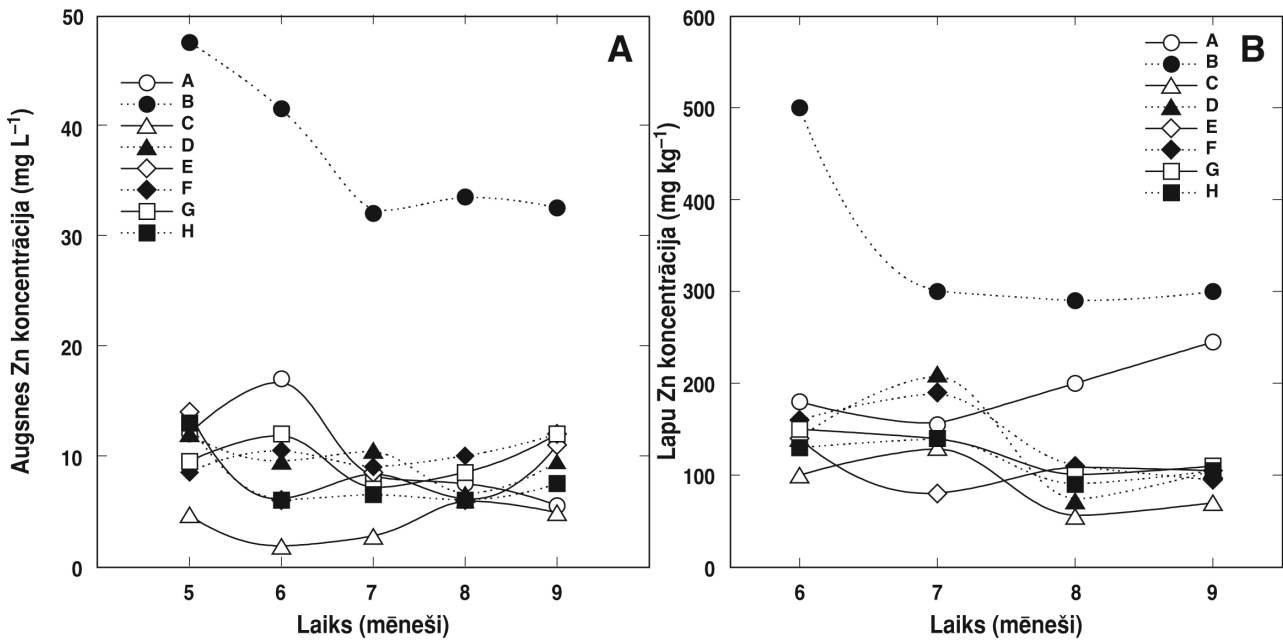 A
50
40
30
20
10
0
A
B
C
D
E
F
G
H
5
6
7
8
9
Augsnes Zn koncentrācija (mg L⁻¹)
Laiks (mēneši)
B
600
500
400
300
200
100
0
A
B
C
D
E
F
G
H
6
7
8
9
Lapu Zn koncentrācija (mg kg⁻¹)
Laiks (mēneši)